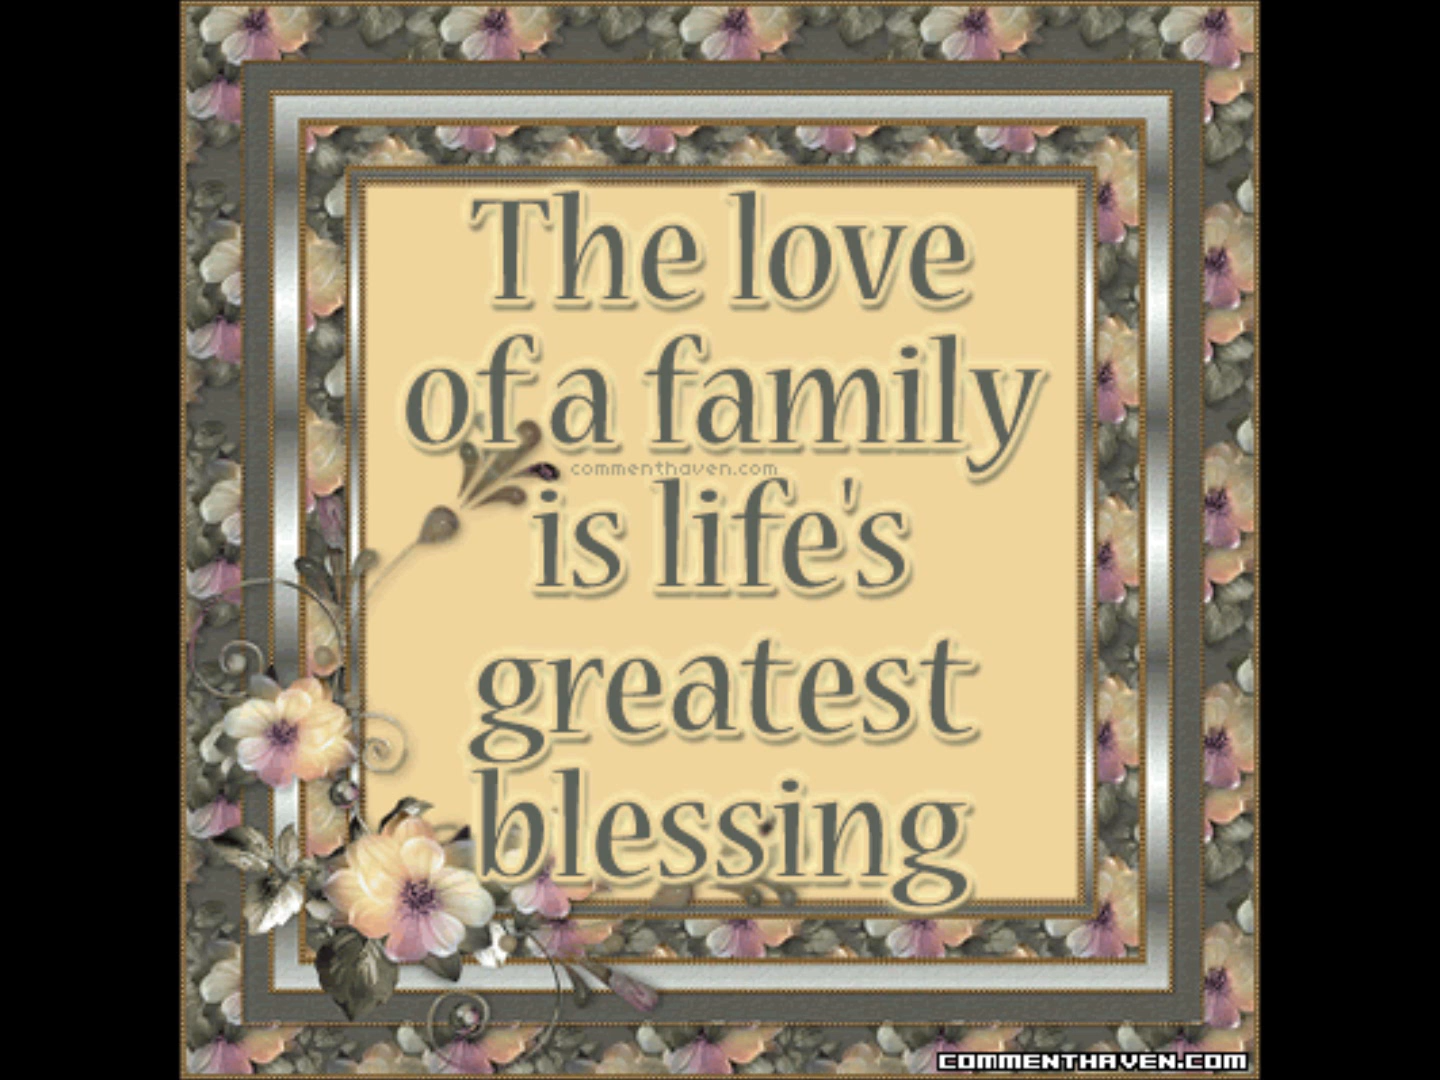 The love
of a family
commenthaven.com
is life's
greatest
blessing
COMMENTHAVEN.COM